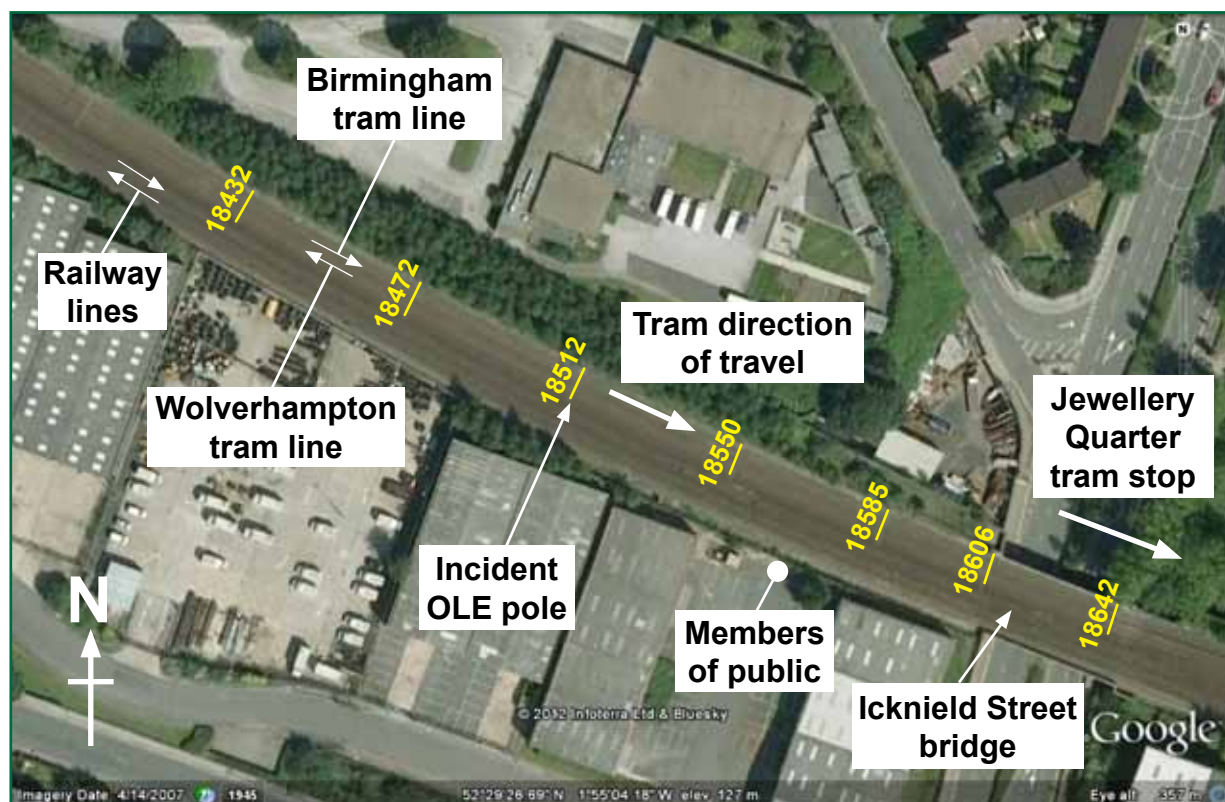 N
Birmingham
tram line
18432
Railway
lines
18472
Wolverhampton
tram line
18512
Tram direction
of travel
18550
Jewellery
Quarter
tram stop
18585
18606
18642
Incident
OLE pole
N
Members
of public
Icknield Street
bridge
© 2012 Infoterra Ltd & Bluesky
Google
Imagery Date: 4/14/2007 1945 52°29'26.69" N 1°55'04.18" W elev 127 m Eye alt 357 m